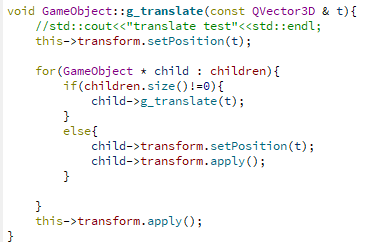 void GameObject::g_translate(const QVector3D & t){
    //std::cout<<"translate test"<<std::endl;
    this->transform.setPosition(t);

    for(GameObject * child : children){
        if(children.size()!=0){
            child->g_translate(t);
        }
        else{
            child->transform.setPosition(t);
            child->transform.apply();
        }

    }
    this->transform.apply();
}